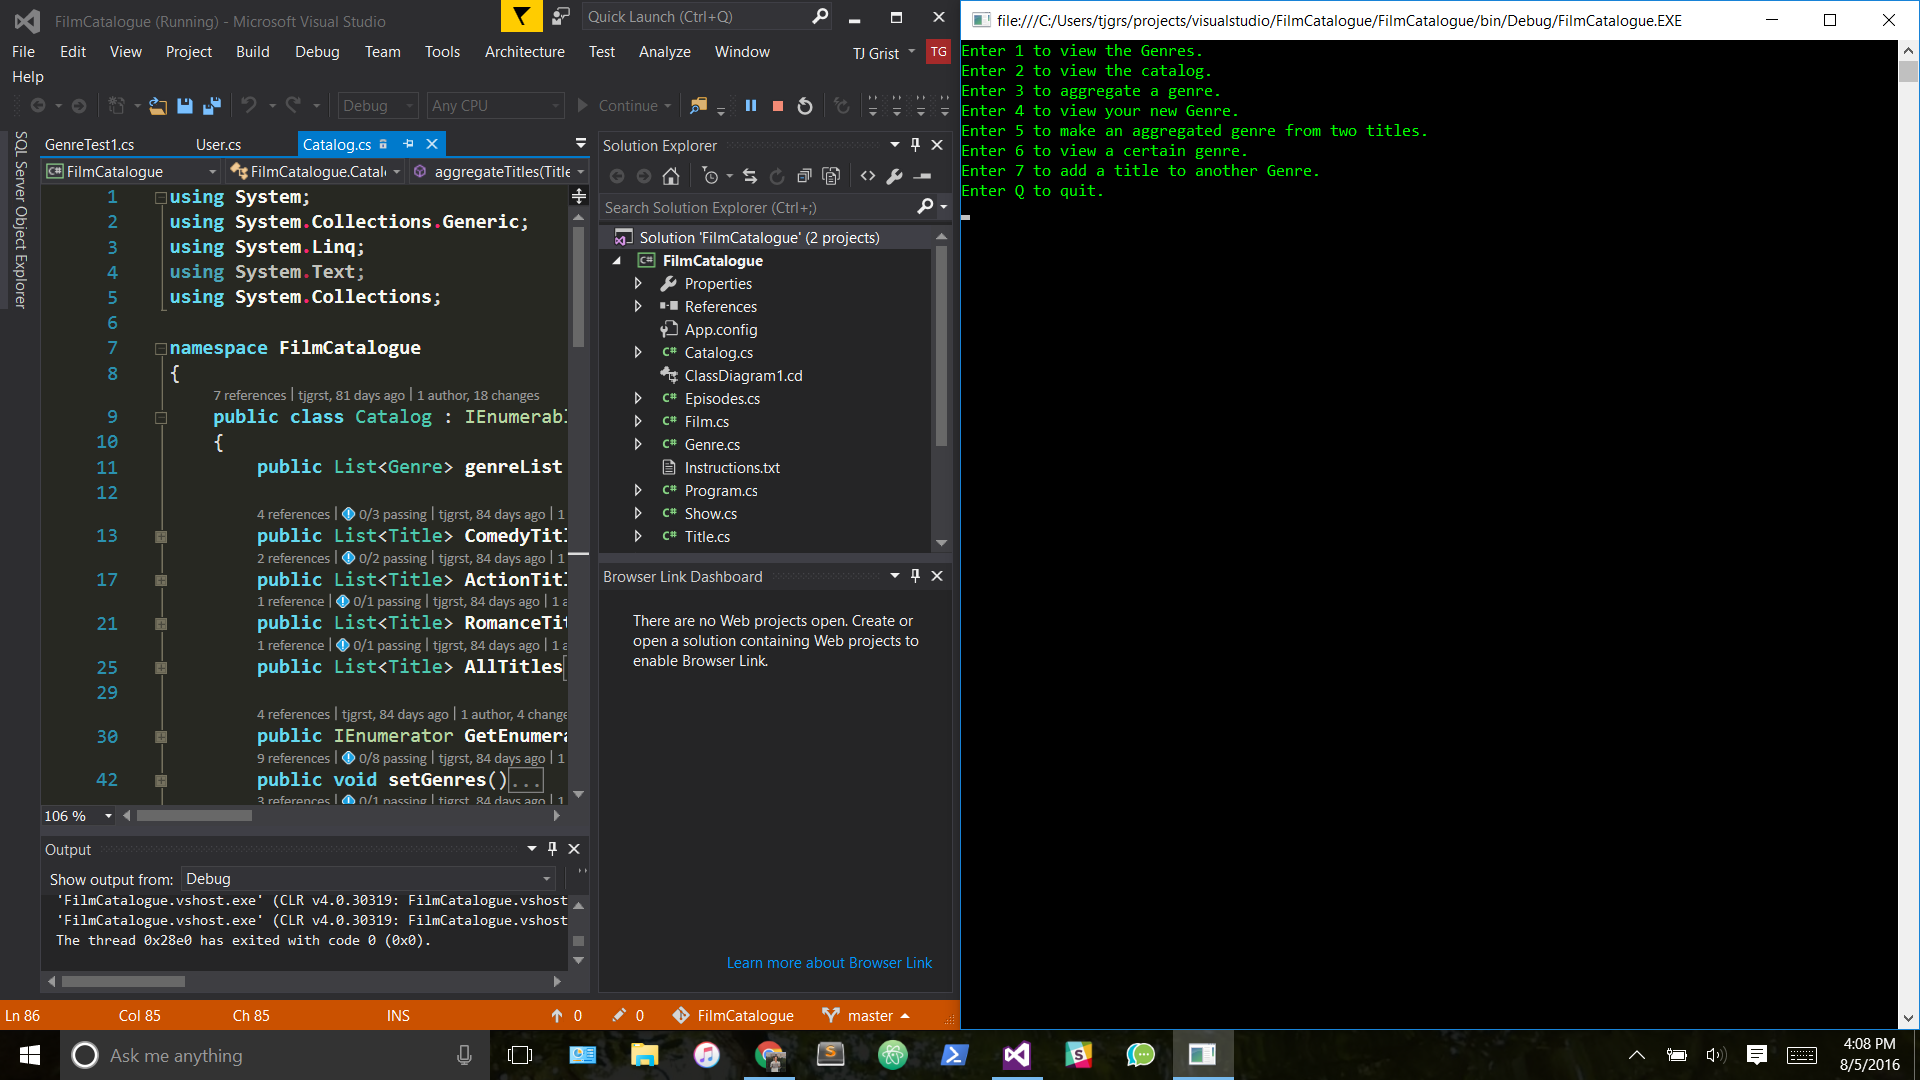 FilmCatalogue (Running) - Microsoft Visual Studio
Quick Launch (Ctrl+Q)
File Edit View Project Build Debug Team Tools Architecture Test Analyze Window
TJ Grist TG
Help
Debug Any CPU Continue
SQL Server Object Explorer
GenreTest1.cs User.cs Catalog.cs
FilmCatalogue FilmCatalogue.Catal aggregateTitles(Title
1 using System;
2 using System.Collections.Generic;
3 using System.Linq;
4 using System.Text;
5 using System.Collections;
6
7 namespace FilmCatalogue
8 {
7 references | tjgrst, 81 days ago | 1 author, 18 changes
9 public class Catalog : IEnumerabl
10 {
11 public List<Genre> genreList
12
4 references | 0/3 passing | tjgrst, 84 days ago | 1
13 public List<Title> ComedyTitl
2 references | 0/2 passing | tjgrst, 84 days ago | 1
17 public List<Title> ActionTitl
1 reference | 0/1 passing | tjgrst, 84 days ago | 1 a
21 public List<Title> RomanceTit
1 reference | 0/1 passing | tjgrst, 84 days ago | 1 a
25 public List<Title> AllTitles
29
4 references | tjgrst, 84 days ago | 1 author, 4 change
30 public IEnumerator GetEnumera
9 references | 0/8 passing | tjgrst, 84 days ago | 1
42 public void setGenres()...
3 references | 0/1 passing | tjgrst, 84 days ago | 1
106 %
Output
Show output from: Debug
'FilmCatalogue.vshost.exe' (CLR v4.0.30319: FilmCatalogue.vshost
'FilmCatalogue.vshost.exe' (CLR v4.0.30319: FilmCatalogue.vshost
The thread 0x28e0 has exited with code 0 (0x0).
Solution Explorer
Search Solution Explorer (Ctrl+;)
Solution 'FilmCatalogue' (2 projects)
C# FilmCatalogue
Properties
References
App.config
C# Catalog.cs
ClassDiagram1.cd
C# Episodes.cs
C# Film.cs
C# Genre.cs
Instructions.txt
C# Program.cs
C# Show.cs
C# Title.cs
Browser Link Dashboard
There are no Web projects open. Create or
open a solution containing Web projects to
enable Browser Link.
Learn more about Browser Link
Ln 86 Col 85 Ch 85 INS 0 0 FilmCatalogue master
file:///C:/Users/tjgrs/projects/visualstudio/FilmCatalogue/FilmCatalogue/bin/Debug/FilmCatalogue.EXE
Enter 1 to view the Genres.
Enter 2 to view the catalog.
Enter 3 to aggregate a genre.
Enter 4 to view your new Genre.
Enter 5 to make an aggregated genre from two titles.
Enter 6 to view a certain genre.
Enter 7 to add a title to another Genre.
Enter Q to quit.
Ask me anything
4:08 PM
8/5/2016